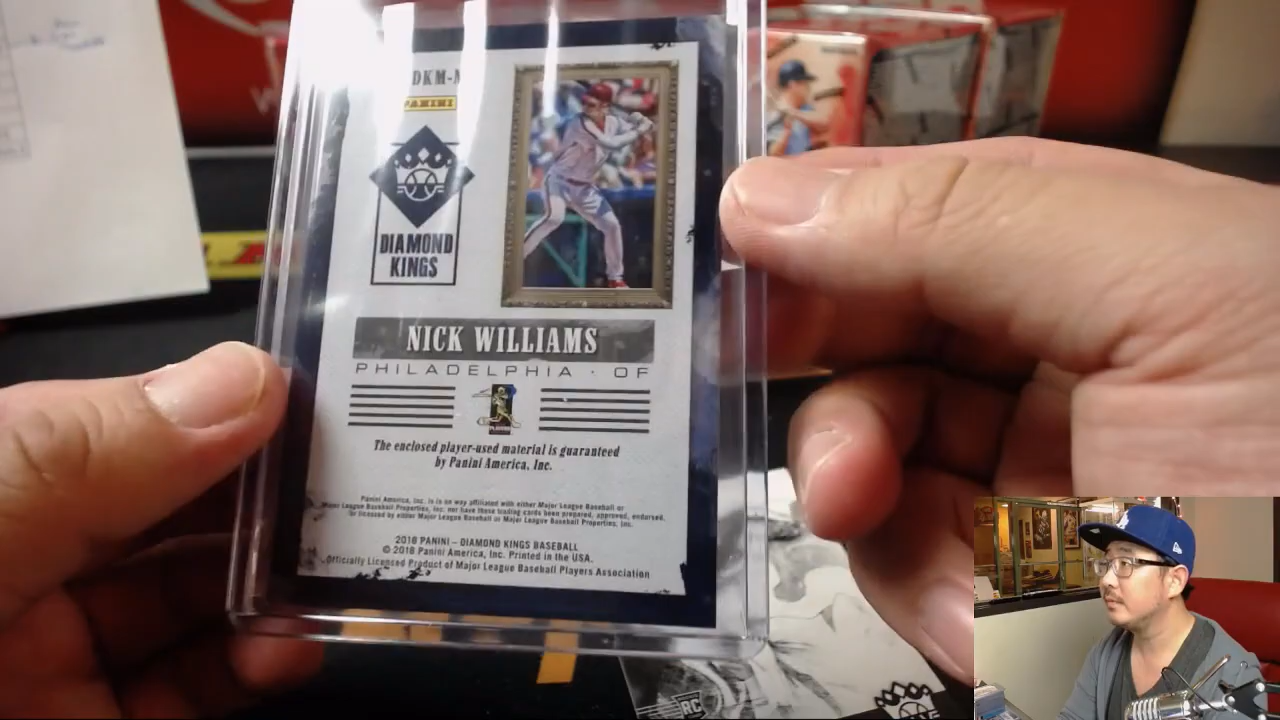 DKM-N
PANINI
DIAMOND
KINGS
NICK WILLIAMS
PHILADELPHIA · OF
The enclosed player-used material is guaranteed
by Panini America, Inc.
Panini America, Inc. is in no way affiliated with either Major League Baseball or
Major League Baseball Properties, Inc. nor have these trading cards been prepared, approved, endorsed,
or licensed by either Major League Baseball or Major League Baseball Properties, Inc.
2018 PANINI – DIAMOND KINGS BASEBALL
© 2018 Panini America, Inc. Printed in the USA.
Officially Licensed Product of Major League Baseball Players Association
RC
LA